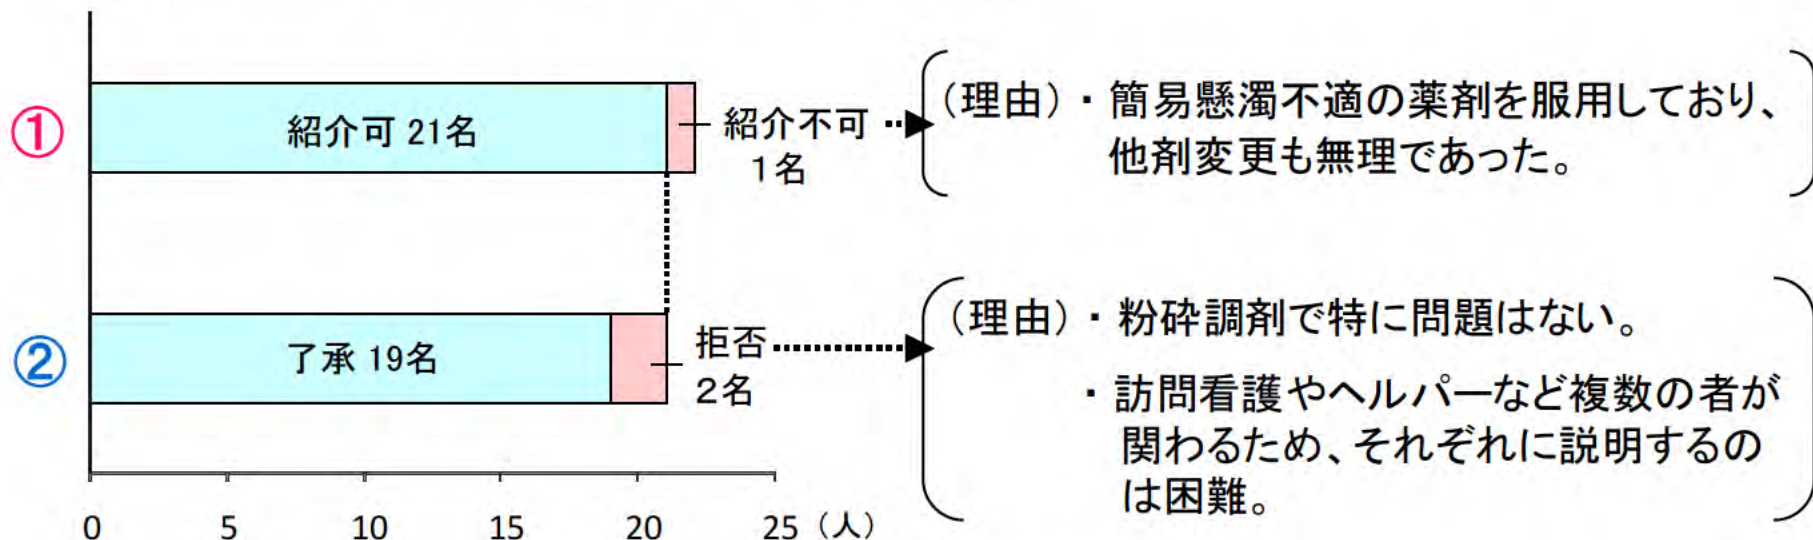 ①
紹介可 21名
紹介不可
1名
（理由）・ 簡易懸濁不適の薬剤を服用しており、
他剤変更も無理であった。
②
了承 19名
拒否
2名
（理由）・ 粉砕調剤で特に問題はない。
・ 訪問看護やヘルパーなど複数の者が
関わるため、それぞれに説明するの
は困難。
0 5 10 15 20 25 （人）